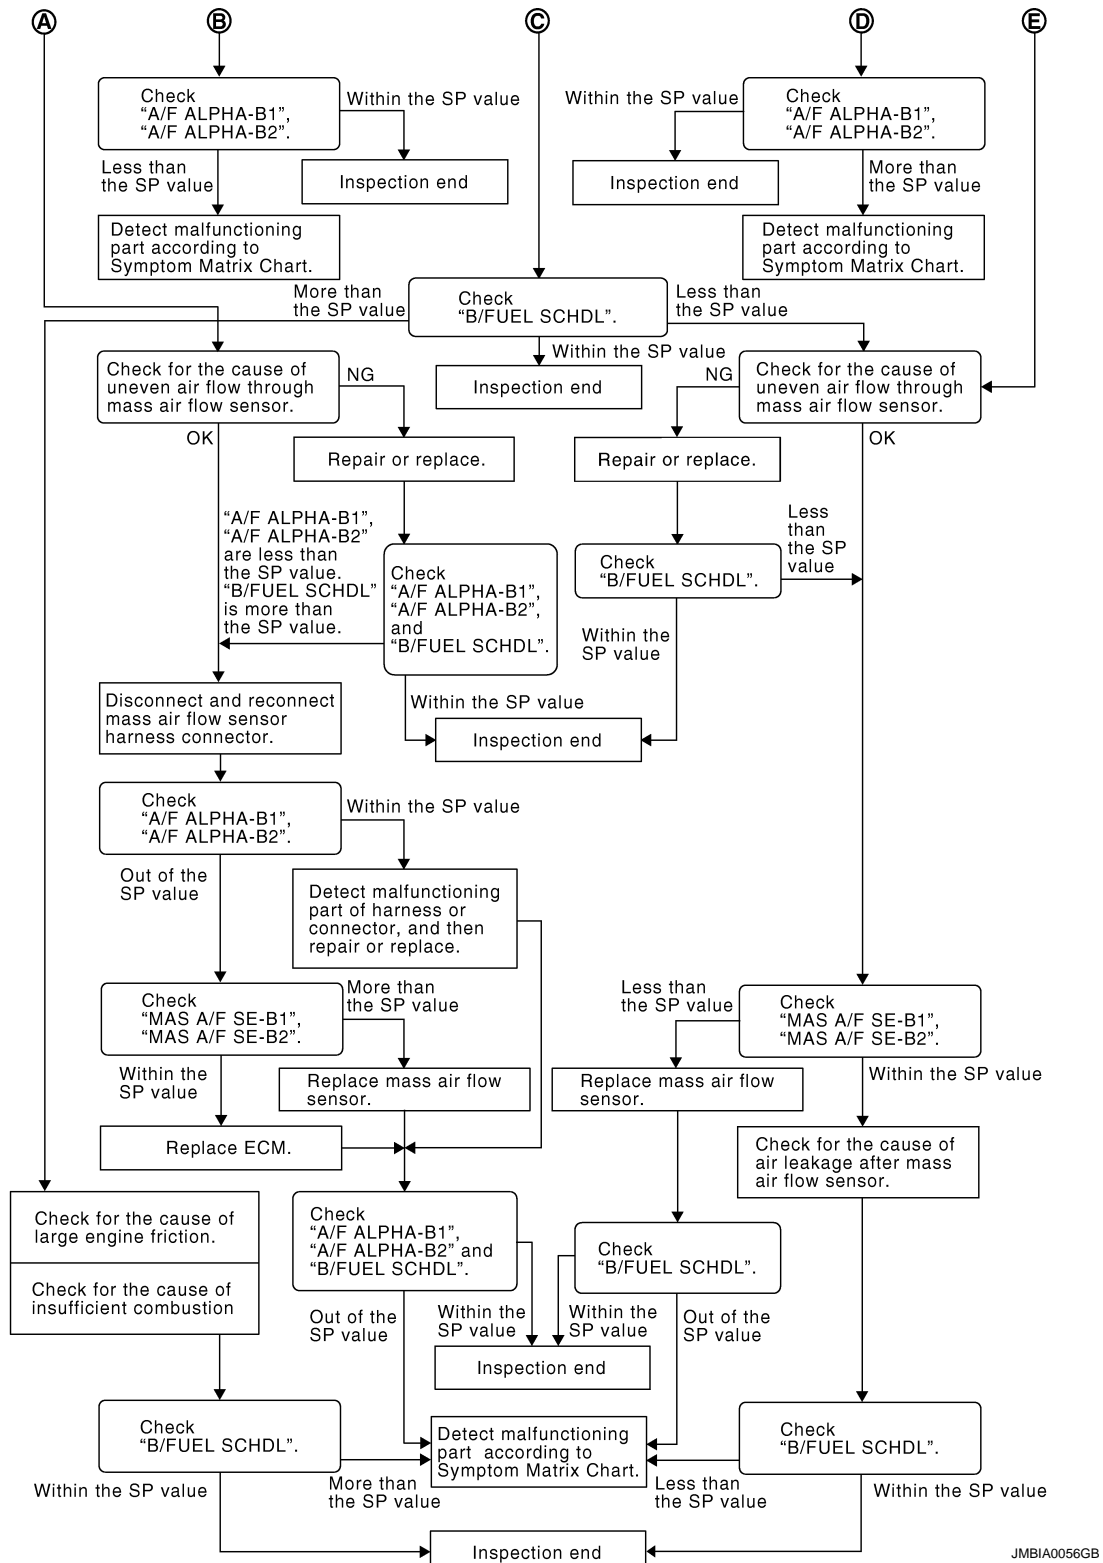 A
B
C
D
E
Check
“A/F ALPHA-B1”,
“A/F ALPHA-B2”.
Within the SP value
Within the SP value
Check
“A/F ALPHA-B1”,
“A/F ALPHA-B2”.
Less than
the SP value
Inspection end
Inspection end
More than
the SP value
Detect malfunctioning
part according to
Symptom Matrix Chart.
Detect malfunctioning
part according to
Symptom Matrix Chart.
More than
the SP value
Check
“B/FUEL SCHDL”.
Less than
the SP value
Within the SP value
Check for the cause of
uneven air flow through
mass air flow sensor.
NG
Inspection end
NG
Check for the cause of
uneven air flow through
mass air flow sensor.
OK
OK
Repair or replace.
Repair or replace.
“A/F ALPHA-B1”,
“A/F ALPHA-B2”
are less than
the SP value.
“B/FUEL SCHDL”
is more than
the SP value.
Check
“A/F ALPHA-B1”,
“A/F ALPHA-B2”,
and
“B/FUEL SCHDL”.
Check
“B/FUEL SCHDL”.
Less
than
the SP
value
Within the
SP value
Within the SP value
Disconnect and reconnect
mass air flow sensor
harness connector.
Inspection end
Check
“A/F ALPHA-B1”,
“A/F ALPHA-B2”.
Within the SP value
Out of the
SP value
Detect malfunctioning
part of harness or
connector, and then
repair or replace.
Check
“MAS A/F SE-B1”,
“MAS A/F SE-B2”.
More than
the SP value
Less than
the SP value
Check
“MAS A/F SE-B1”,
“MAS A/F SE-B2”.
Within the
SP value
Replace mass air flow
sensor.
Replace mass air flow
sensor.
Within the SP value
Replace ECM.
Check for the cause of
air leakage after mass
air flow sensor.
Check for the cause of
large engine friction.
Check for the cause of
insufficient combustion
Check
“A/F ALPHA-B1”,
“A/F ALPHA-B2” and
“B/FUEL SCHDL”.
Check
“B/FUEL SCHDL”.
Out of the
SP value
Within the
SP value
Within the
SP value
Out of the
SP value
Inspection end
Check
“B/FUEL SCHDL”.
Detect malfunctioning
part  according to
Symptom Matrix Chart.
Check
“B/FUEL SCHDL”.
Within the SP value
More than
the SP value
Less than
the SP value
Within the SP value
Inspection end
JMBIA0056GB